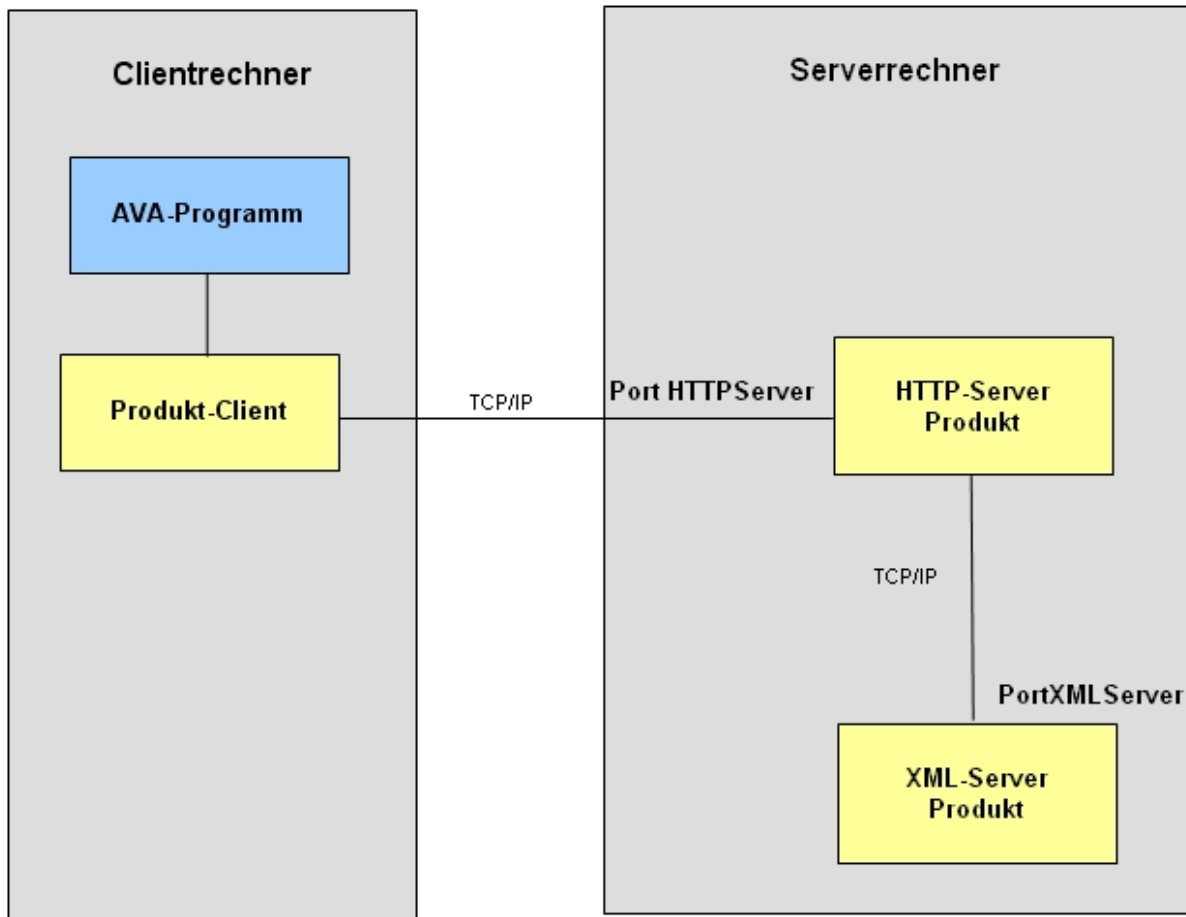 Clientrechner
AVA-Programm
Produkt-Client
TCP/IP
Serverrechner
Port HTTPServer
HTTP-Server
Produkt
TCP/IP
PortXMLServer
XML-Server
Produkt